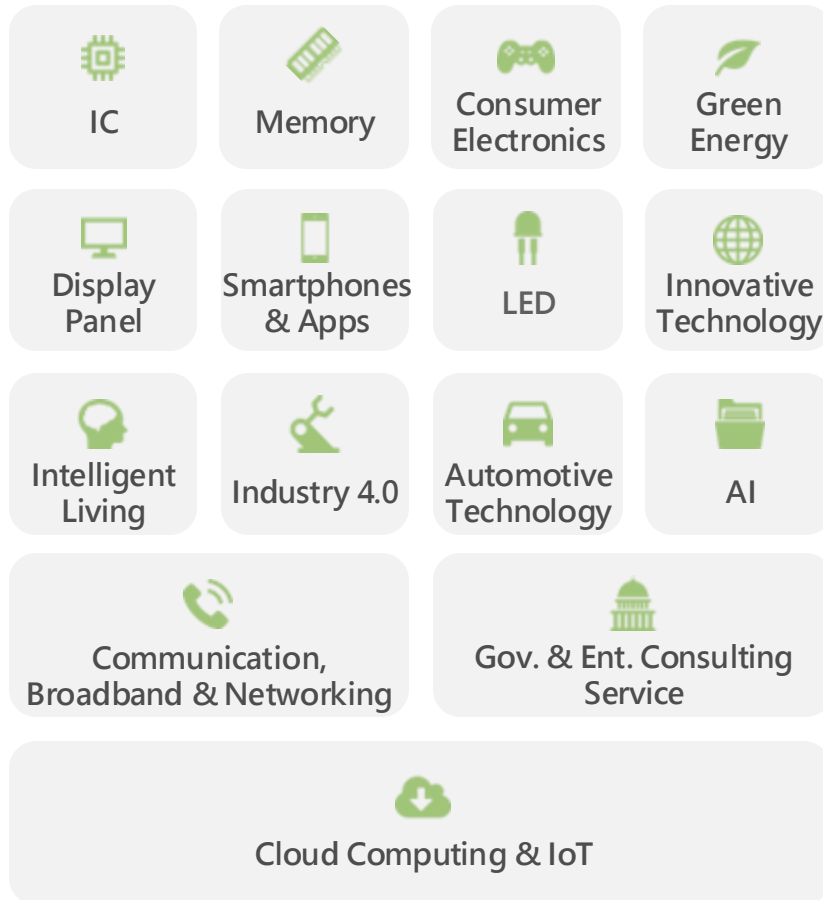 IC
Memory
Consumer
Electronics
Green
Energy
Display
Panel
Smartphones
& Apps
LED
Innovative
Technology
Intelligent
Living
Industry 4.0
Automotive
Technology
AI
Communication,
Broadband & Networking
Gov. & Ent. Consulting
Service
Cloud Computing & IoT